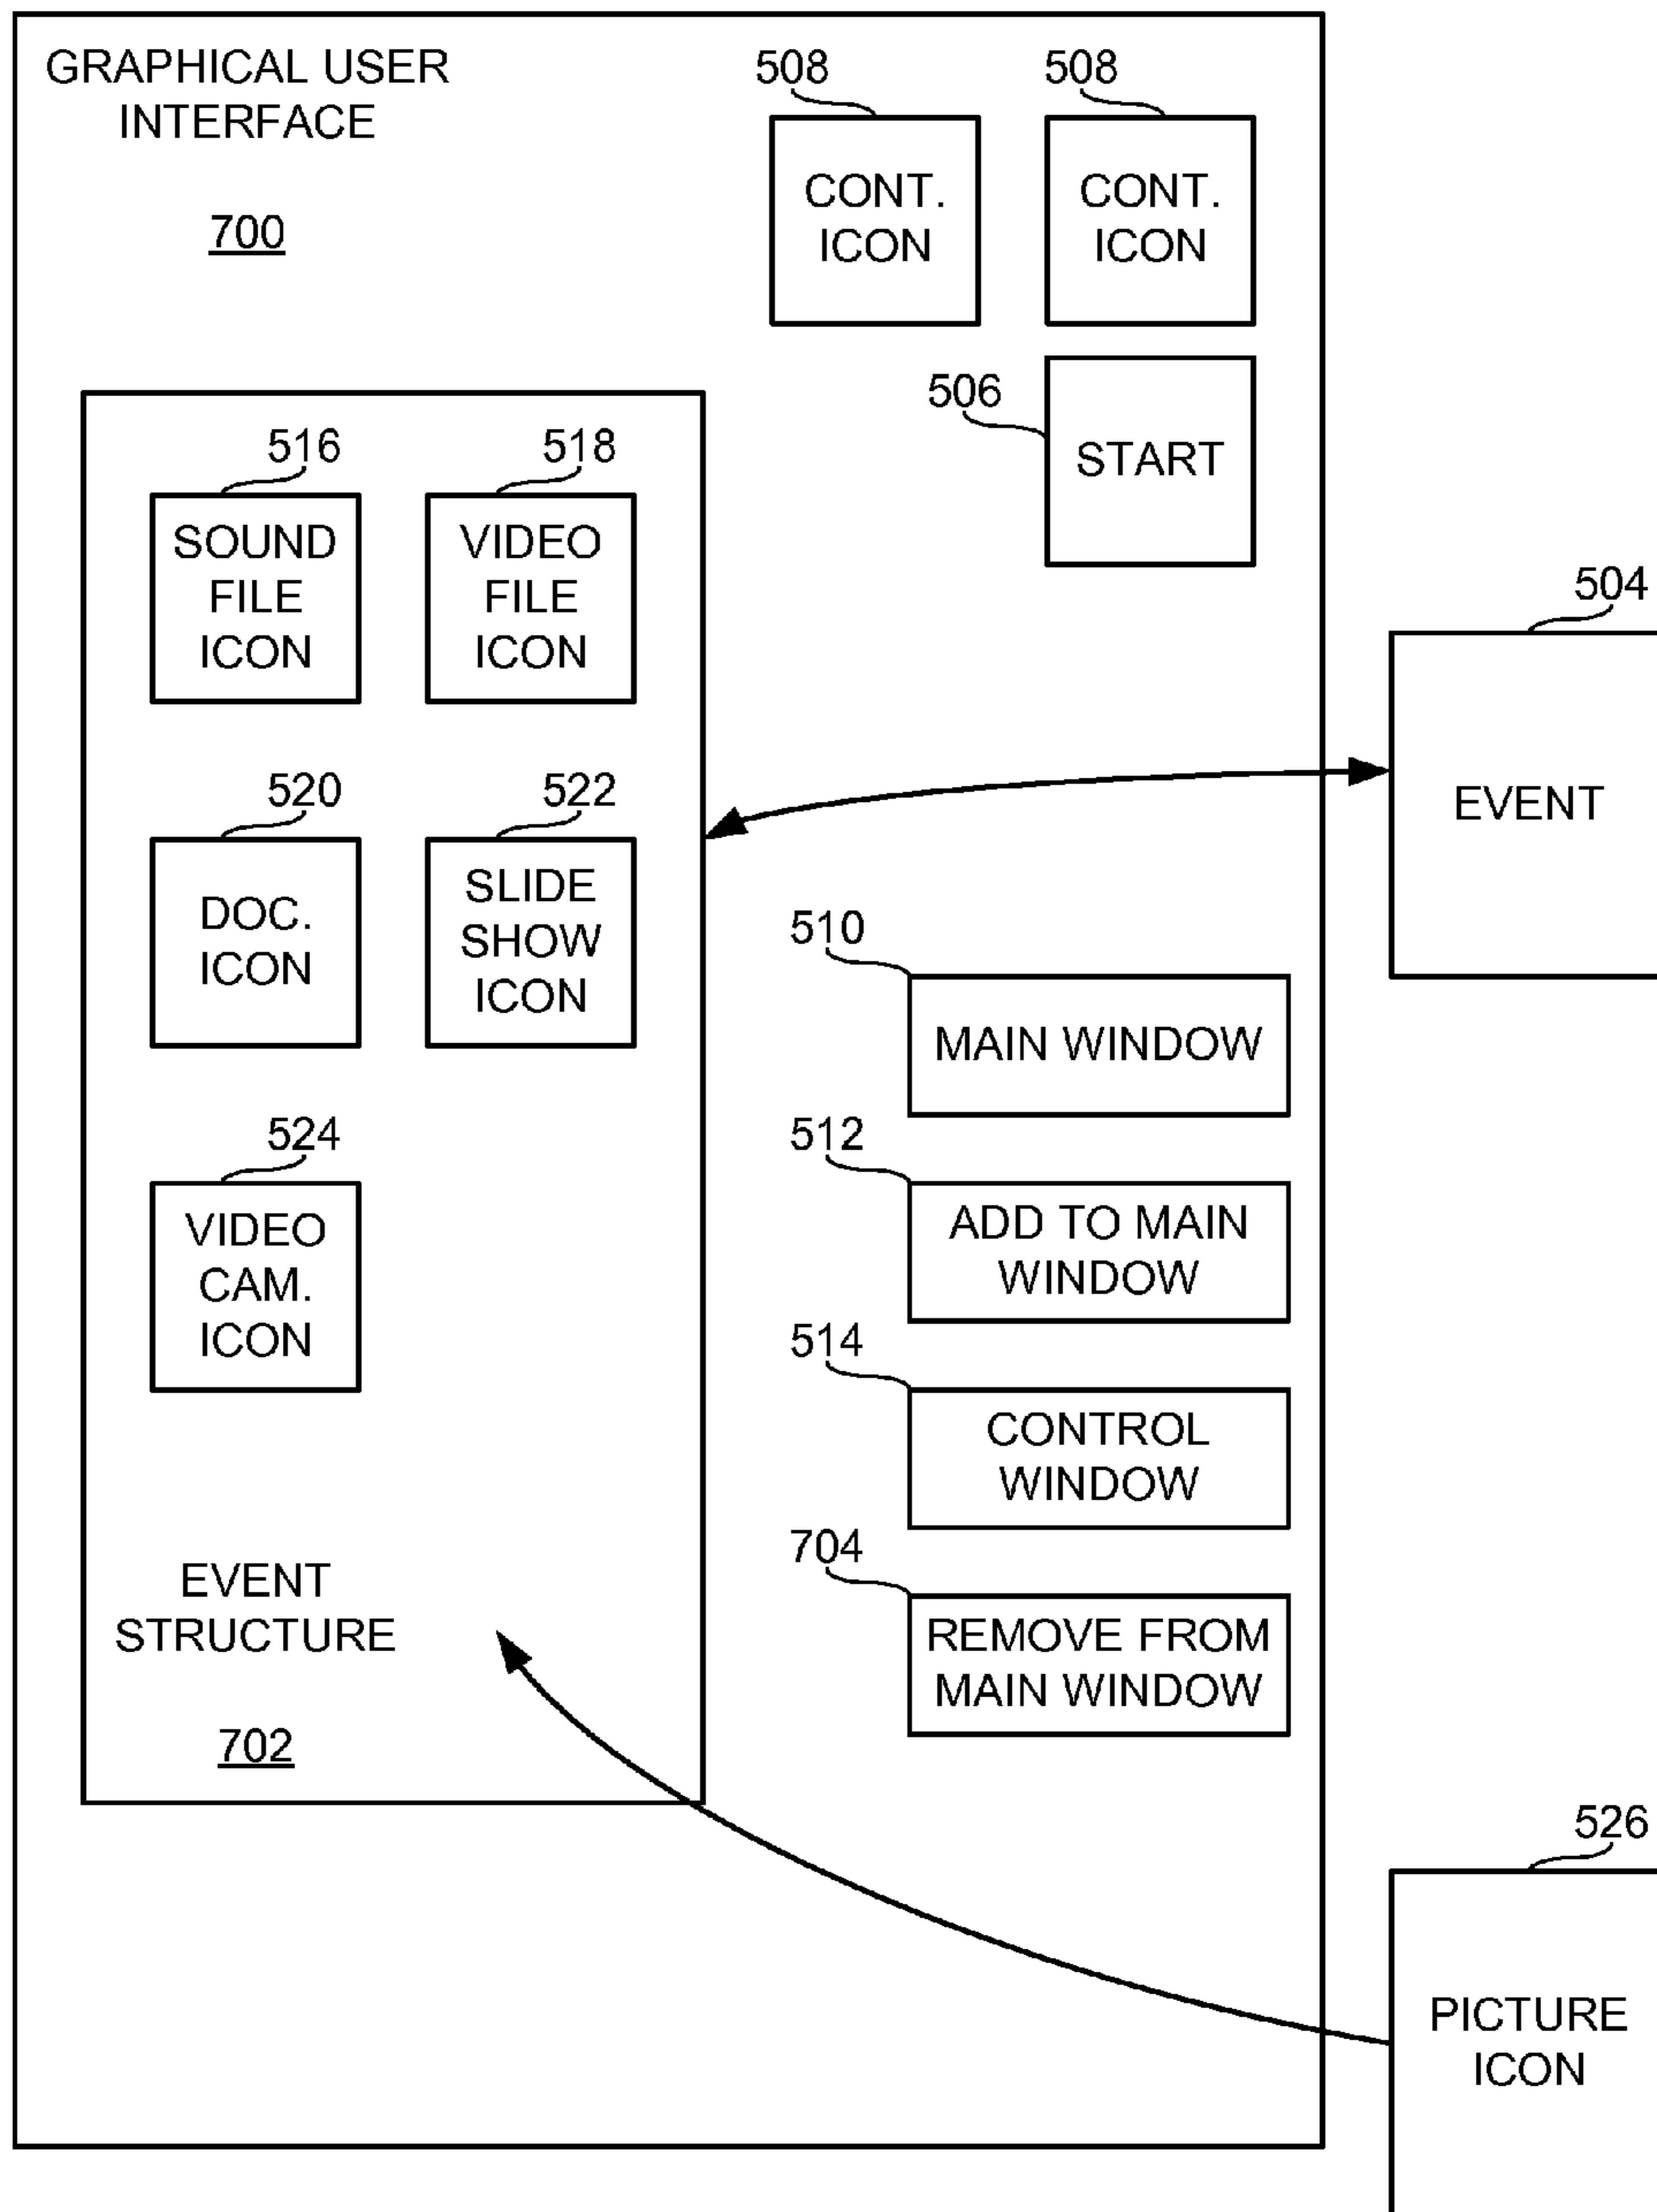 GRAPHICAL USER
INTERFACE
700
508
CONT.
ICON
508
CONT.
ICON
506
START
516
SOUND
FILE
ICON
518
VIDEO
FILE
ICON
520
DOC.
ICON
522
SLIDE
SHOW
ICON
524
VIDEO
CAM.
ICON
EVENT
STRUCTURE
702
504
EVENT
510
MAIN WINDOW
512
ADD TO MAIN
WINDOW
514
CONTROL
WINDOW
704
REMOVE FROM
MAIN WINDOW
526
PICTURE
ICON